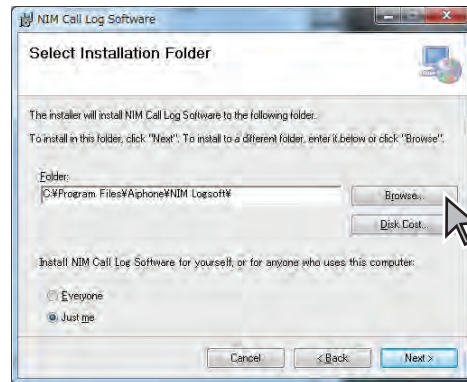 NIM Call Log Software
Select Installation Folder
The installer will install NIM Call Log Software to the following folder.
To install in this folder, click "Next". To install to a different folder, enter it below or click "Browse".
Folder:
C:¥Program Files¥Aiphone¥NIM Logsoft¥
Browse...
Disk Cost...
Install NIM Call Log Software for yourself, or for anyone who uses this computer:
Everyone
Just me
Cancel
< Back
Next >